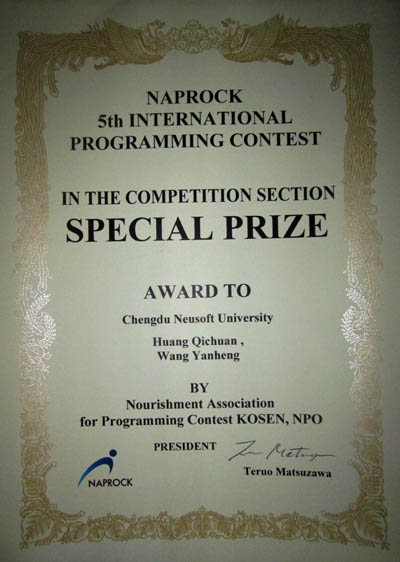 NAPROCK
5th INTERNATIONAL
PROGRAMMING CONTEST
IN THE COMPETITION SECTION
SPECIAL PRIZE
AWARD TO
Chengdu Neusoft University
Huang Qichuan ,
Wang Yanheng
BY
Nourishment Association
for Programming Contest KOSEN, NPO
PRESIDENT
Teruo Matsuzawa
NAPROCK